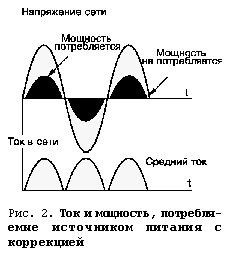 Напряжение сети
Мощность
потребляется
Мощность
не потребляется
t
Ток в сети
Средний ток
t
Рис. 2. Ток и мощность, потребля-
емые источником питания с
коррекцией